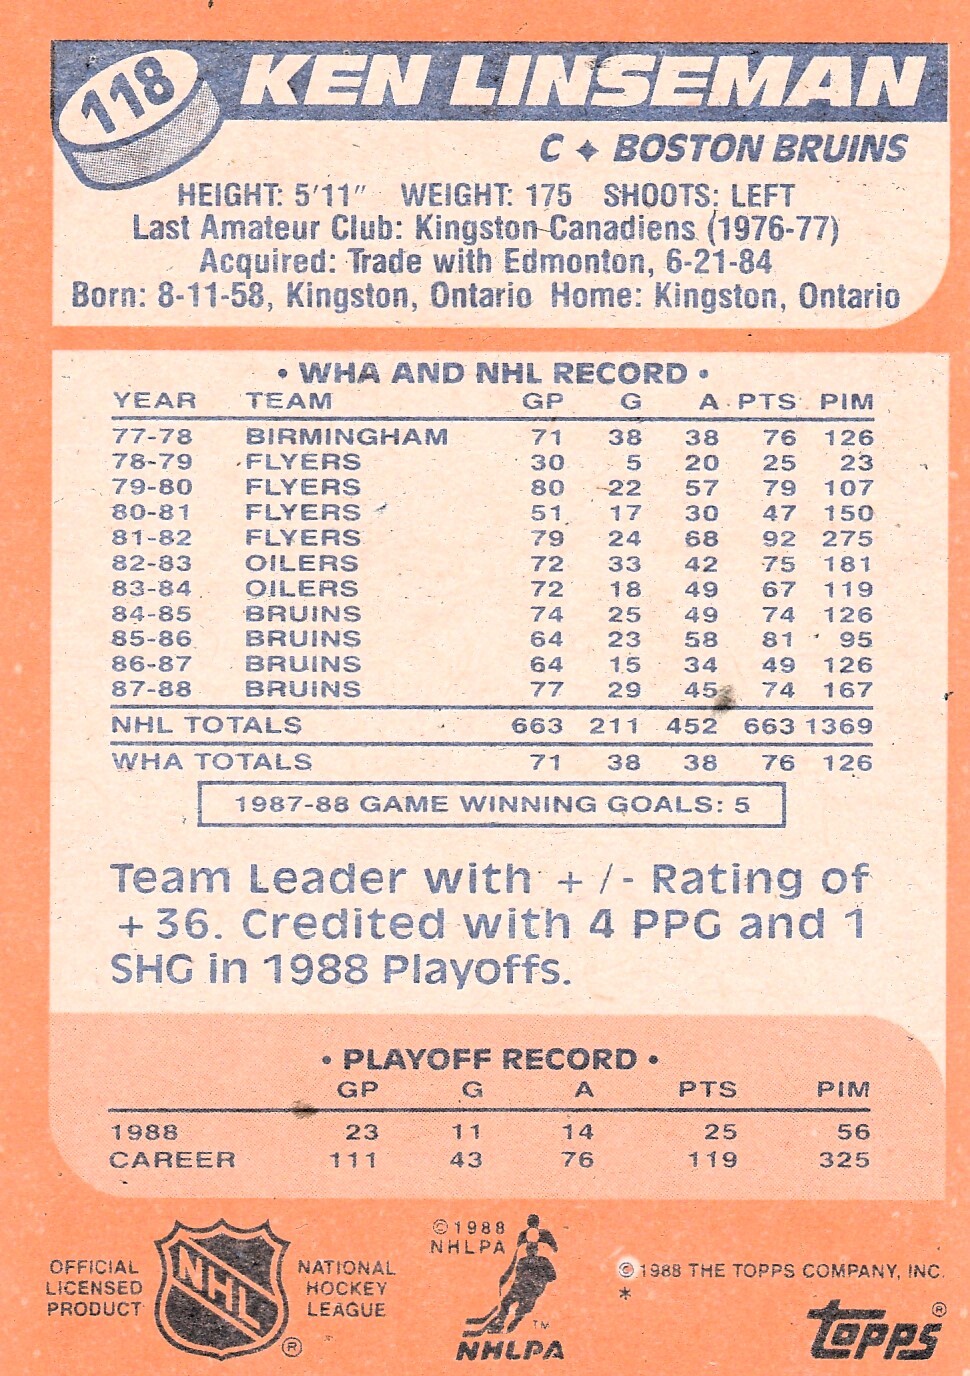 118
KEN LINSEMAN
C ✦ BOSTON BRUINS
HEIGHT: 5'11" WEIGHT: 175 SHOOTS: LEFT
Last Amateur Club: Kingston Canadiens (1976-77)
Acquired: Trade with Edmonton, 6-21-84
Born: 8-11-58, Kingston, Ontario Home: Kingston, Ontario
• WHA AND NHL RECORD •
YEAR TEAM GP G A PTS PIM
77-78 BIRMINGHAM 71 38 38 76 126
78-79 FLYERS 30 5 20 25 23
79-80 FLYERS 80 22 57 79 107
80-81 FLYERS 51 17 30 47 150
81-82 FLYERS 79 24 68 92 275
82-83 OILERS 72 33 42 75 181
83-84 OILERS 72 18 49 67 119
84-85 BRUINS 74 25 49 74 126
85-86 BRUINS 64 23 58 81 95
86-87 BRUINS 64 15 34 49 126
87-88 BRUINS 77 29 45 74 167
NHL TOTALS 663 211 452 663 1369
WHA TOTALS 71 38 38 76 126
1987-88 GAME WINNING GOALS: 5
Team Leader with +/- Rating of
+36. Credited with 4 PPG and 1
SHG in 1988 Playoffs.
• PLAYOFF RECORD •
GP G A PTS PIM
1988 23 11 14 25 56
CAREER 111 43 76 119 325
OFFICIAL
LICENSED
PRODUCT
NHL
®
NATIONAL
HOCKEY
LEAGUE
©1988
NHLPA
TM
NHLPA
©1988 THE TOPPS COMPANY, INC.
*
topps®